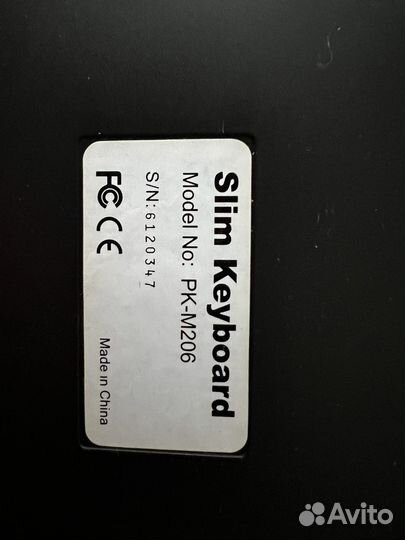 Slim Keyboard
Model No: PK-M206
S/N: 6120347
FC CE
Made in China
Avito